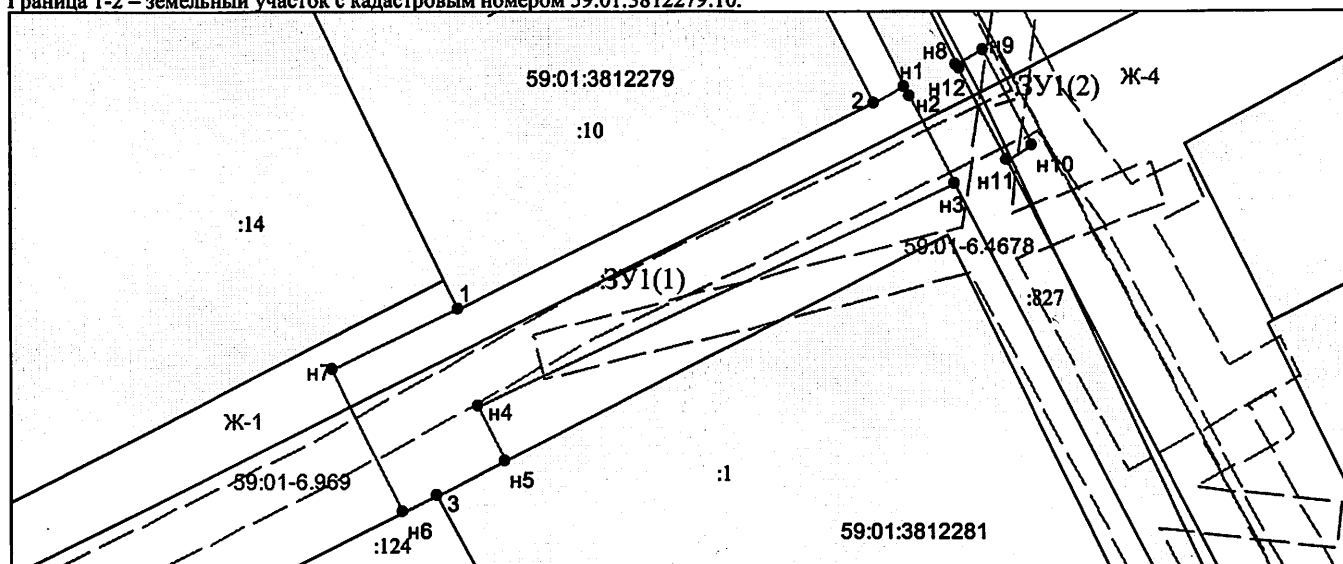 Граница 1-2 – земельный участок с кадастровым номером 59:01:3812279:10.
н8
н9
59:01:3812279
н1
н12
:ЗУ1(2)
Ж-4
2
н2
:10
н11
н10
н3
:14
59:01-6.4678
:ЗУ1(1)
1
:827
н7
н4
Ж-1
н5
:1
59:01-6.969
3
н6
59:01:3812281
:124